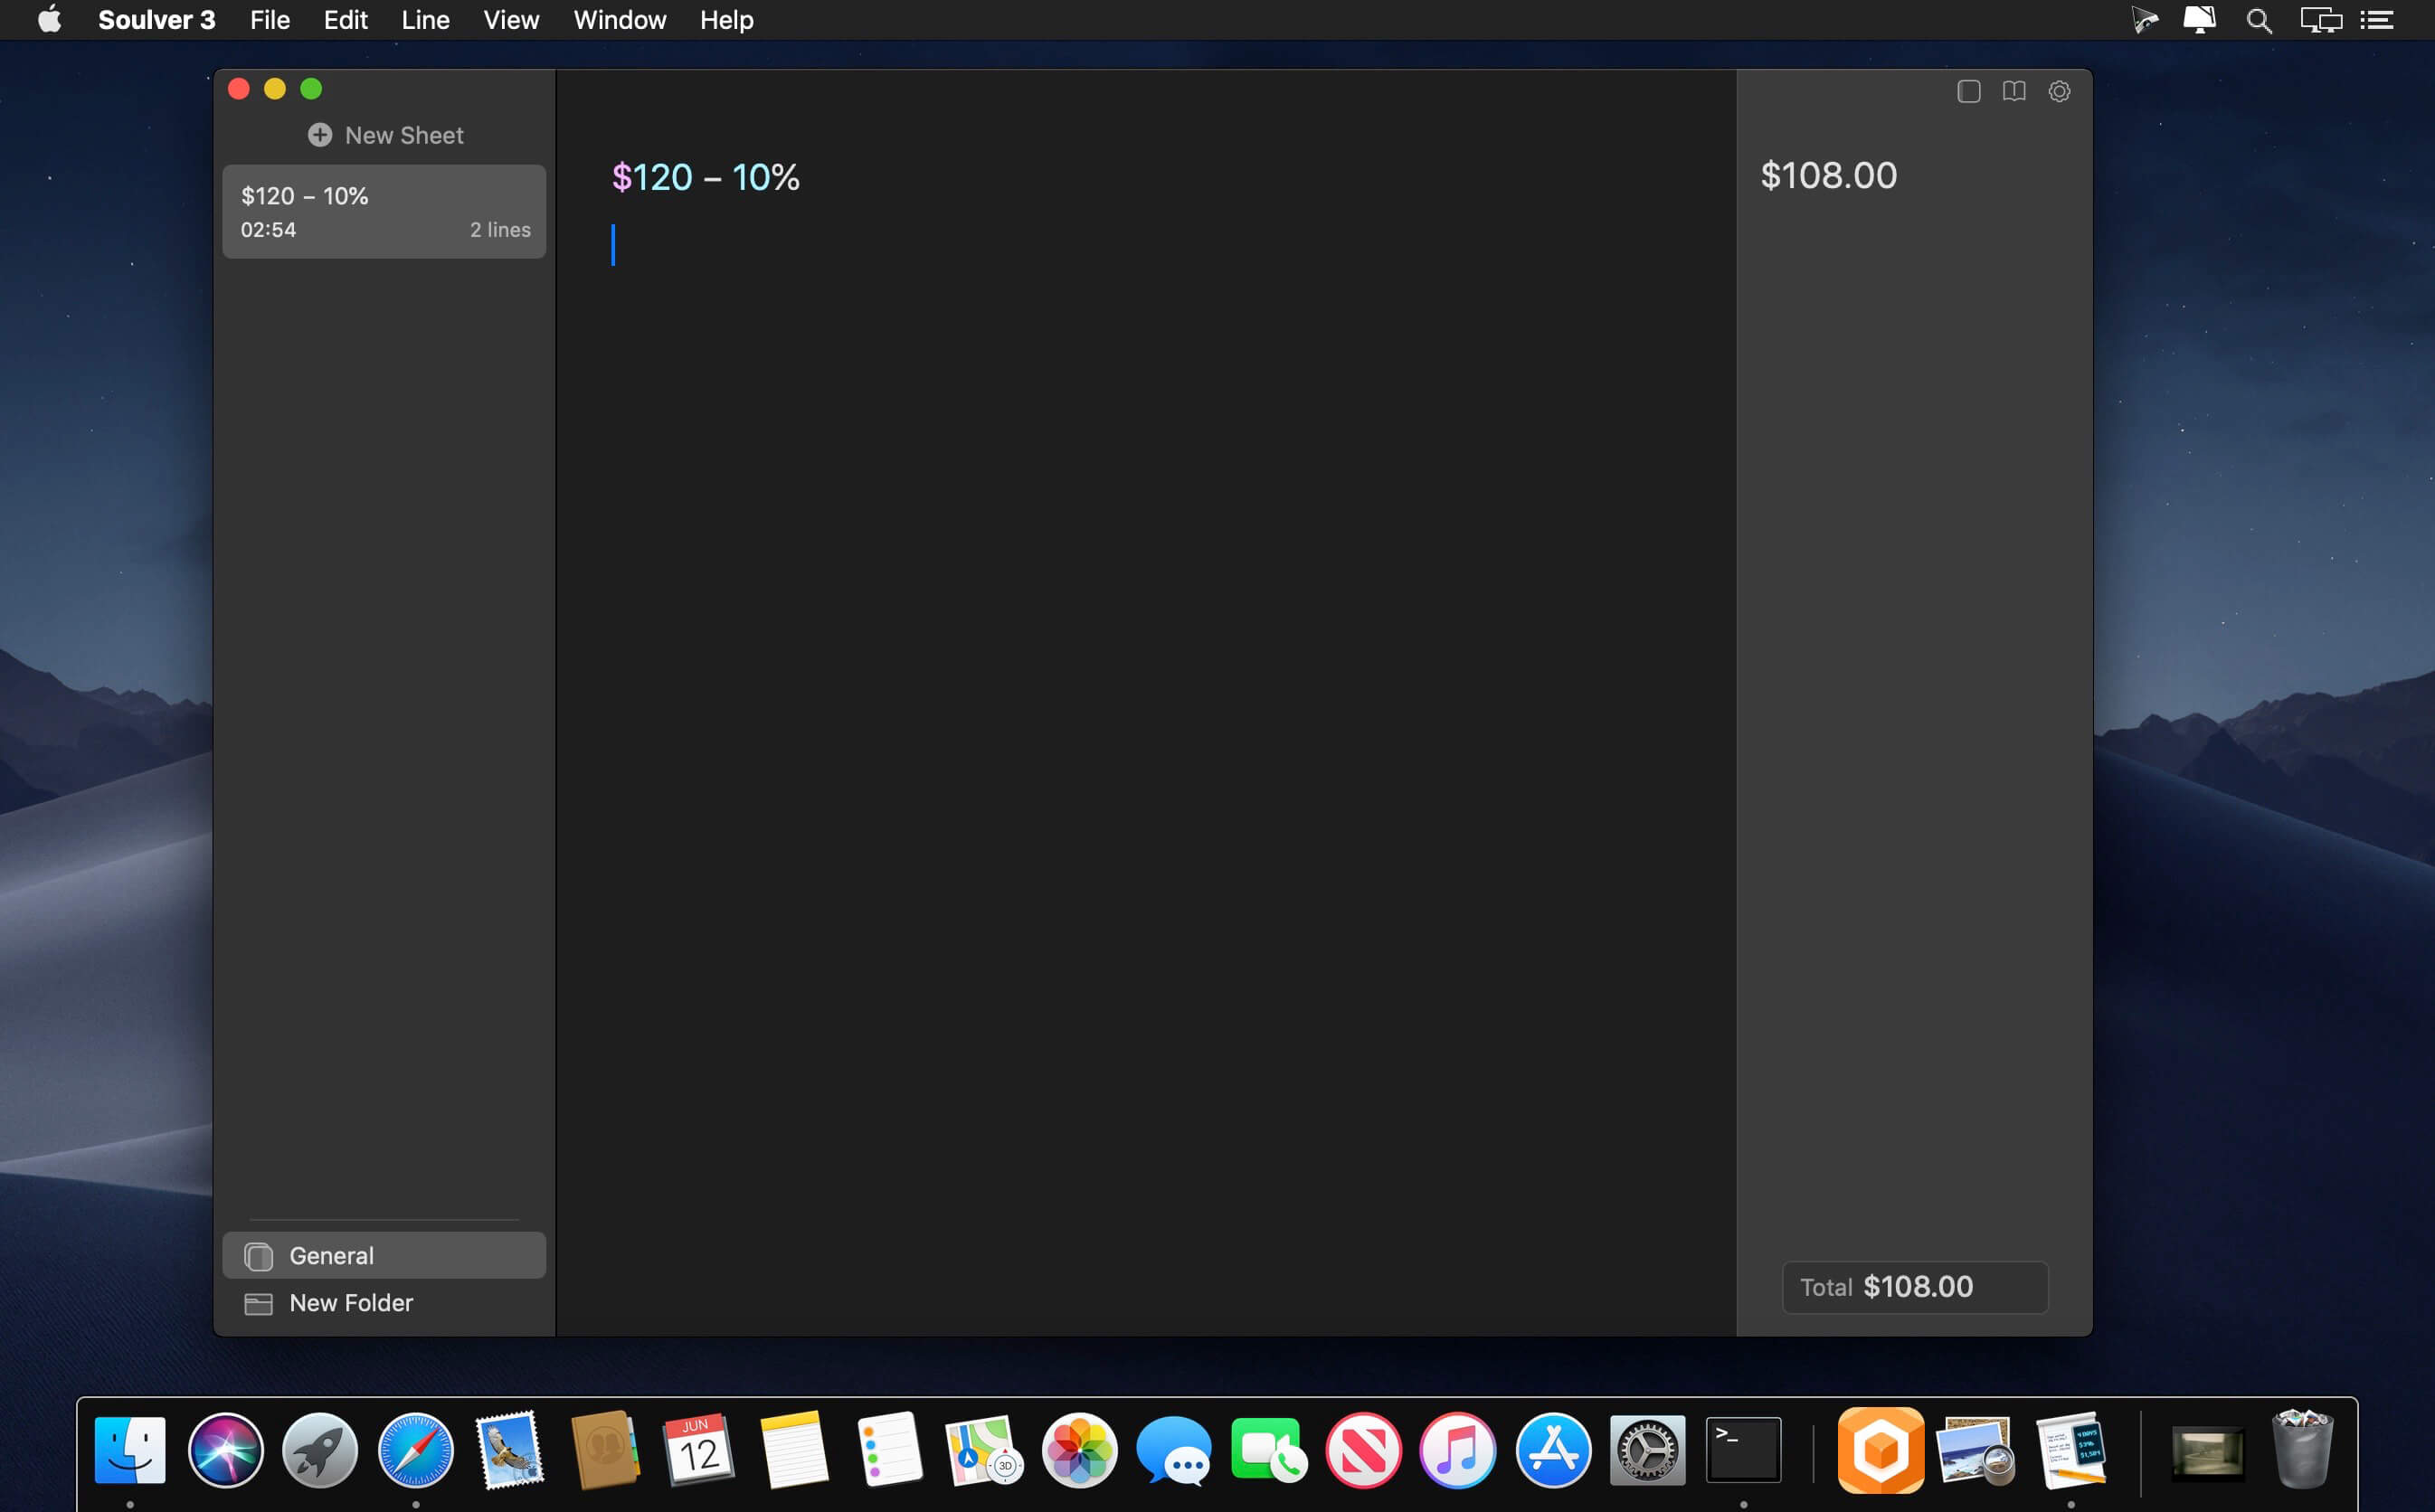 Soulver 3 File Edit Line View Window Help
New Sheet
$120 – 10%
02:54 2 lines
$120 – 10% $108.00
General
New Folder
Total $108.00
JUN
12
3D
>_